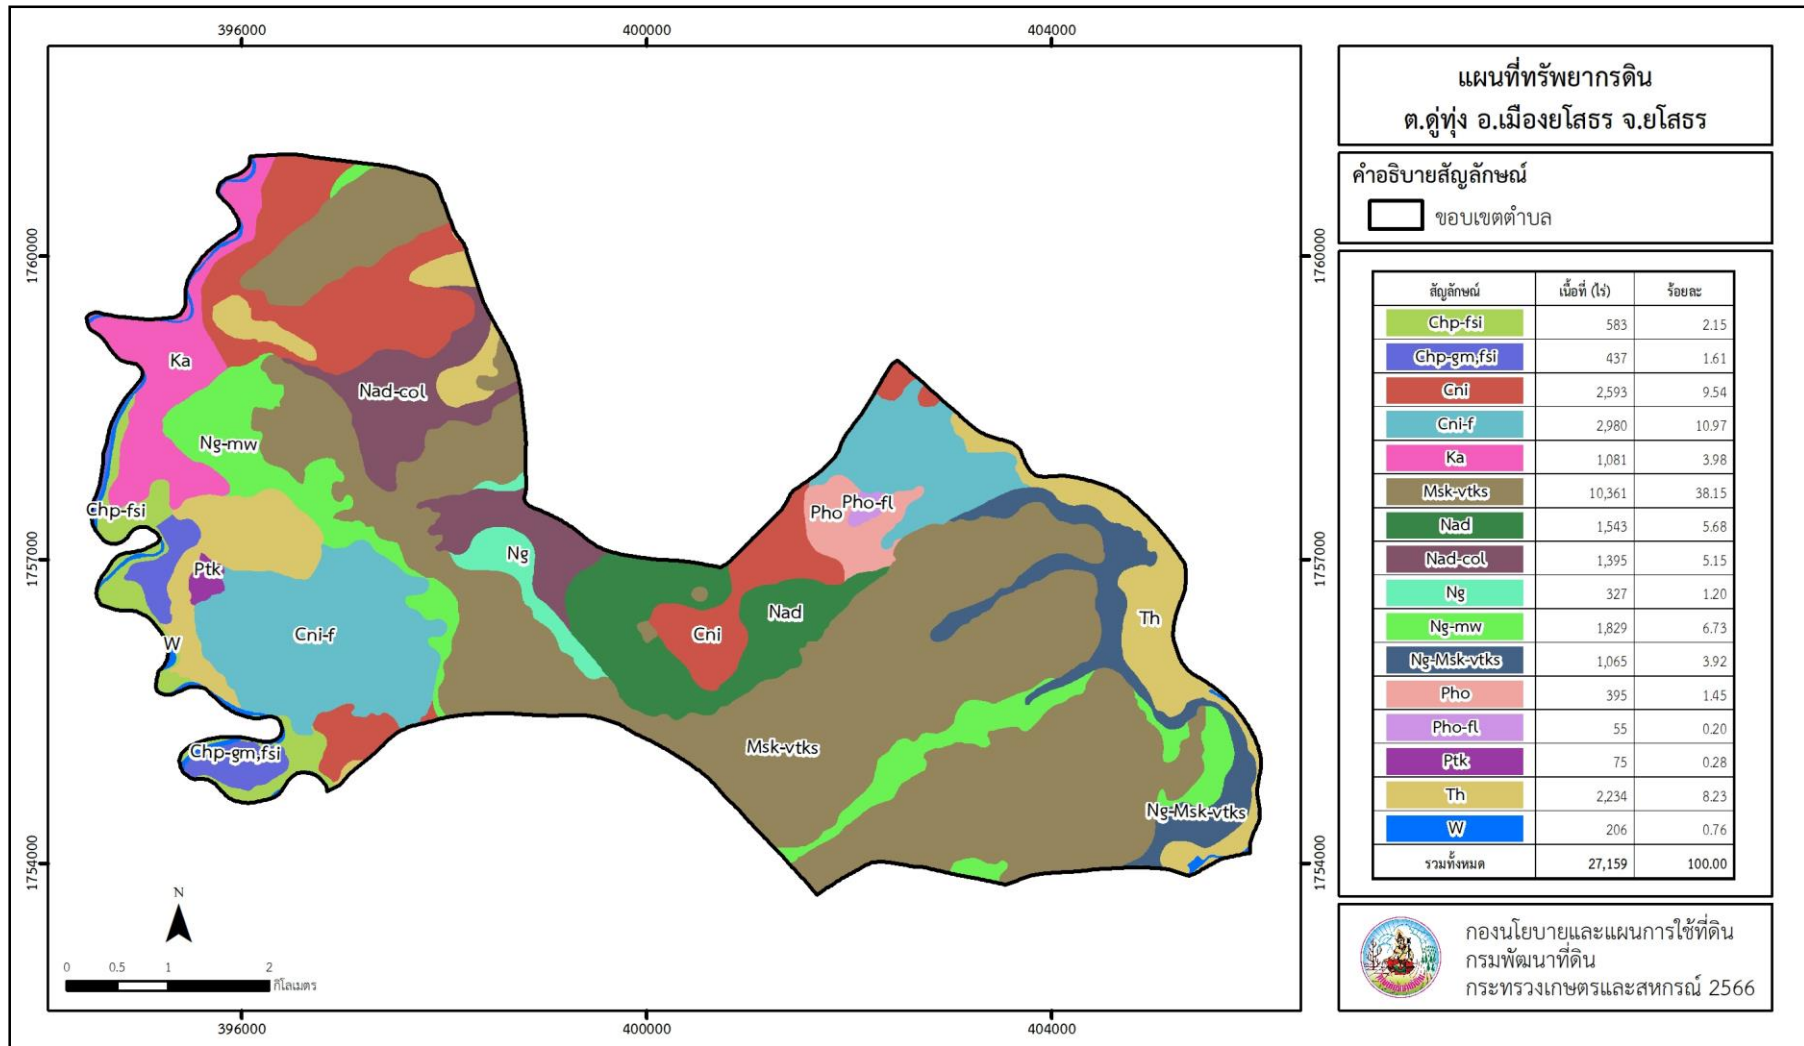 396000
400000
404000
1760000
1757000
1754000
1760000
1757000
1754000
396000
400000
404000
Ka
Nad-col
Ng-mw
Chp-fsi
Ptk
W
Cni-f
Chp-gm,fsi
Ng
Pho
Pho-fl
Nad
Cni
Th
Msk-vtks
Ng-Msk-vtks
N
0 0.5 1 2
กิโลเมตร
แผนที่ทรัพยากรดิน
ต.ดู่ทุ่ง อ.เมืองยโสธร จ.ยโสธร
คำอธิบายสัญลักษณ์
ขอบเขตตำบล
สัญลักษณ์ เนื้อที่ (ไร่) ร้อยละ
Chp-fsi 583 2.15
Chp-gm,fsi 437 1.61
Cni 2,593 9.54
Cni-f 2,980 10.97
Ka 1,081 3.98
Msk-vtks 10,361 38.15
Nad 1,543 5.68
Nad-col 1,395 5.15
Ng 327 1.20
Ng-mw 1,829 6.73
Ng-Msk-vtks 1,065 3.92
Pho 395 1.45
Pho-fl 55 0.20
Ptk 75 0.28
Th 2,234 8.23
W 206 0.76
รวมทั้งหมด 27,159 100.00
กองนโยบายและแผนการใช้ที่ดิน
กรมพัฒนาที่ดิน
กระทรวงเกษตรและสหกรณ์ 2566